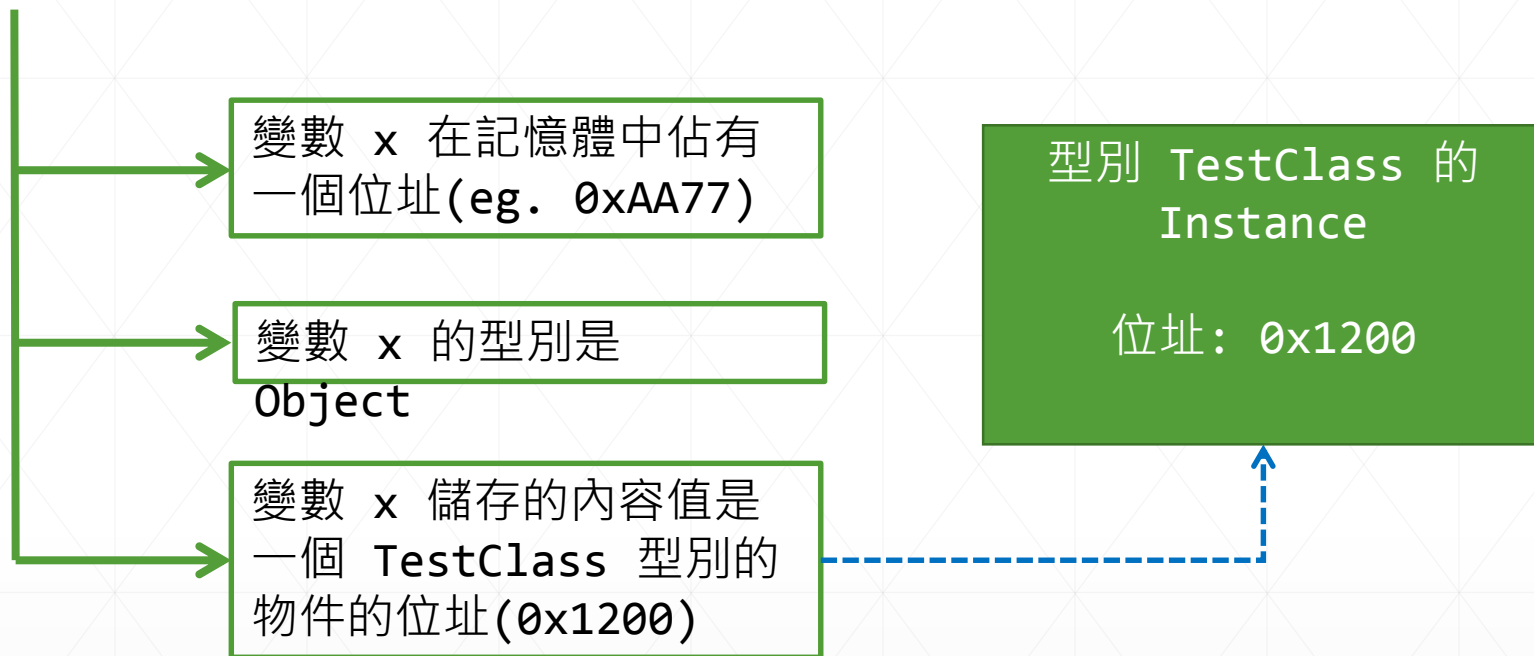 變數 x 在記憶體中佔有
一個位址(eg. 0xAA77)
變數 x 的型別是
Object
變數 x 儲存的內容值是
一個 TestClass 型別的
物件的位址(0x1200)
型別 TestClass 的
Instance
位址: 0x1200